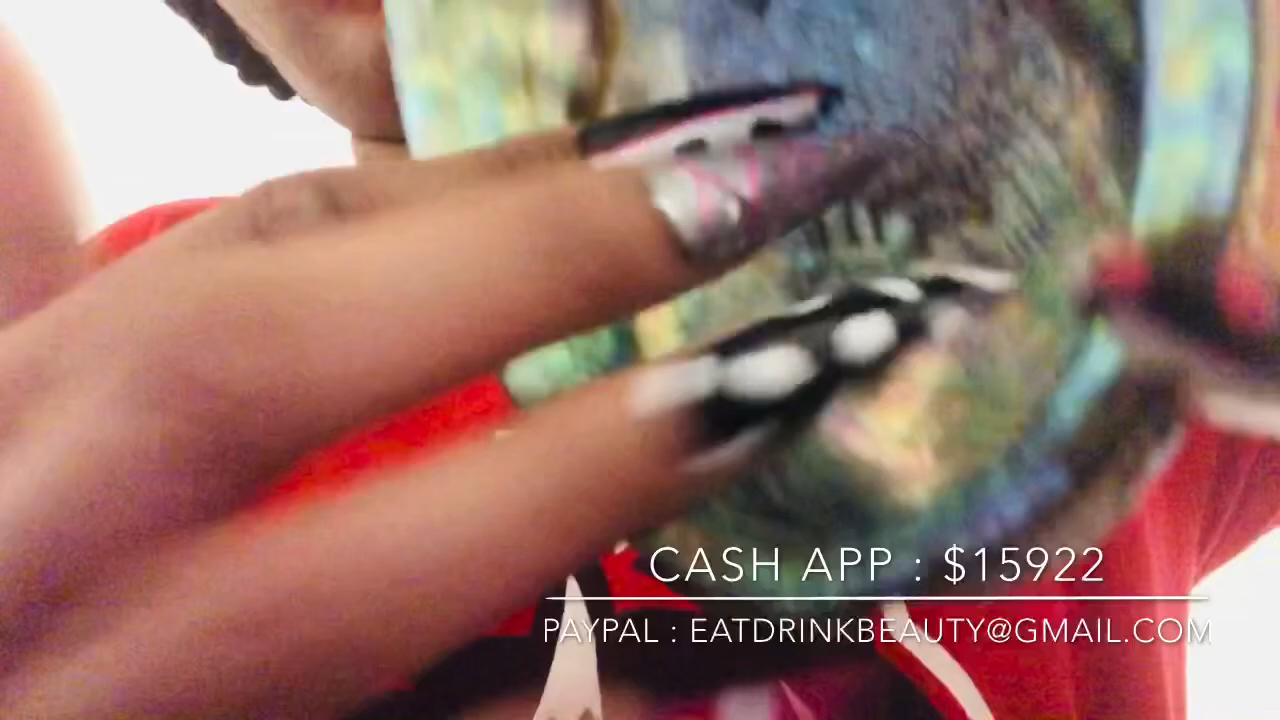 CASH APP : $15922
PAYPAL : EATDRINKBEAUTY@GMAIL.COM